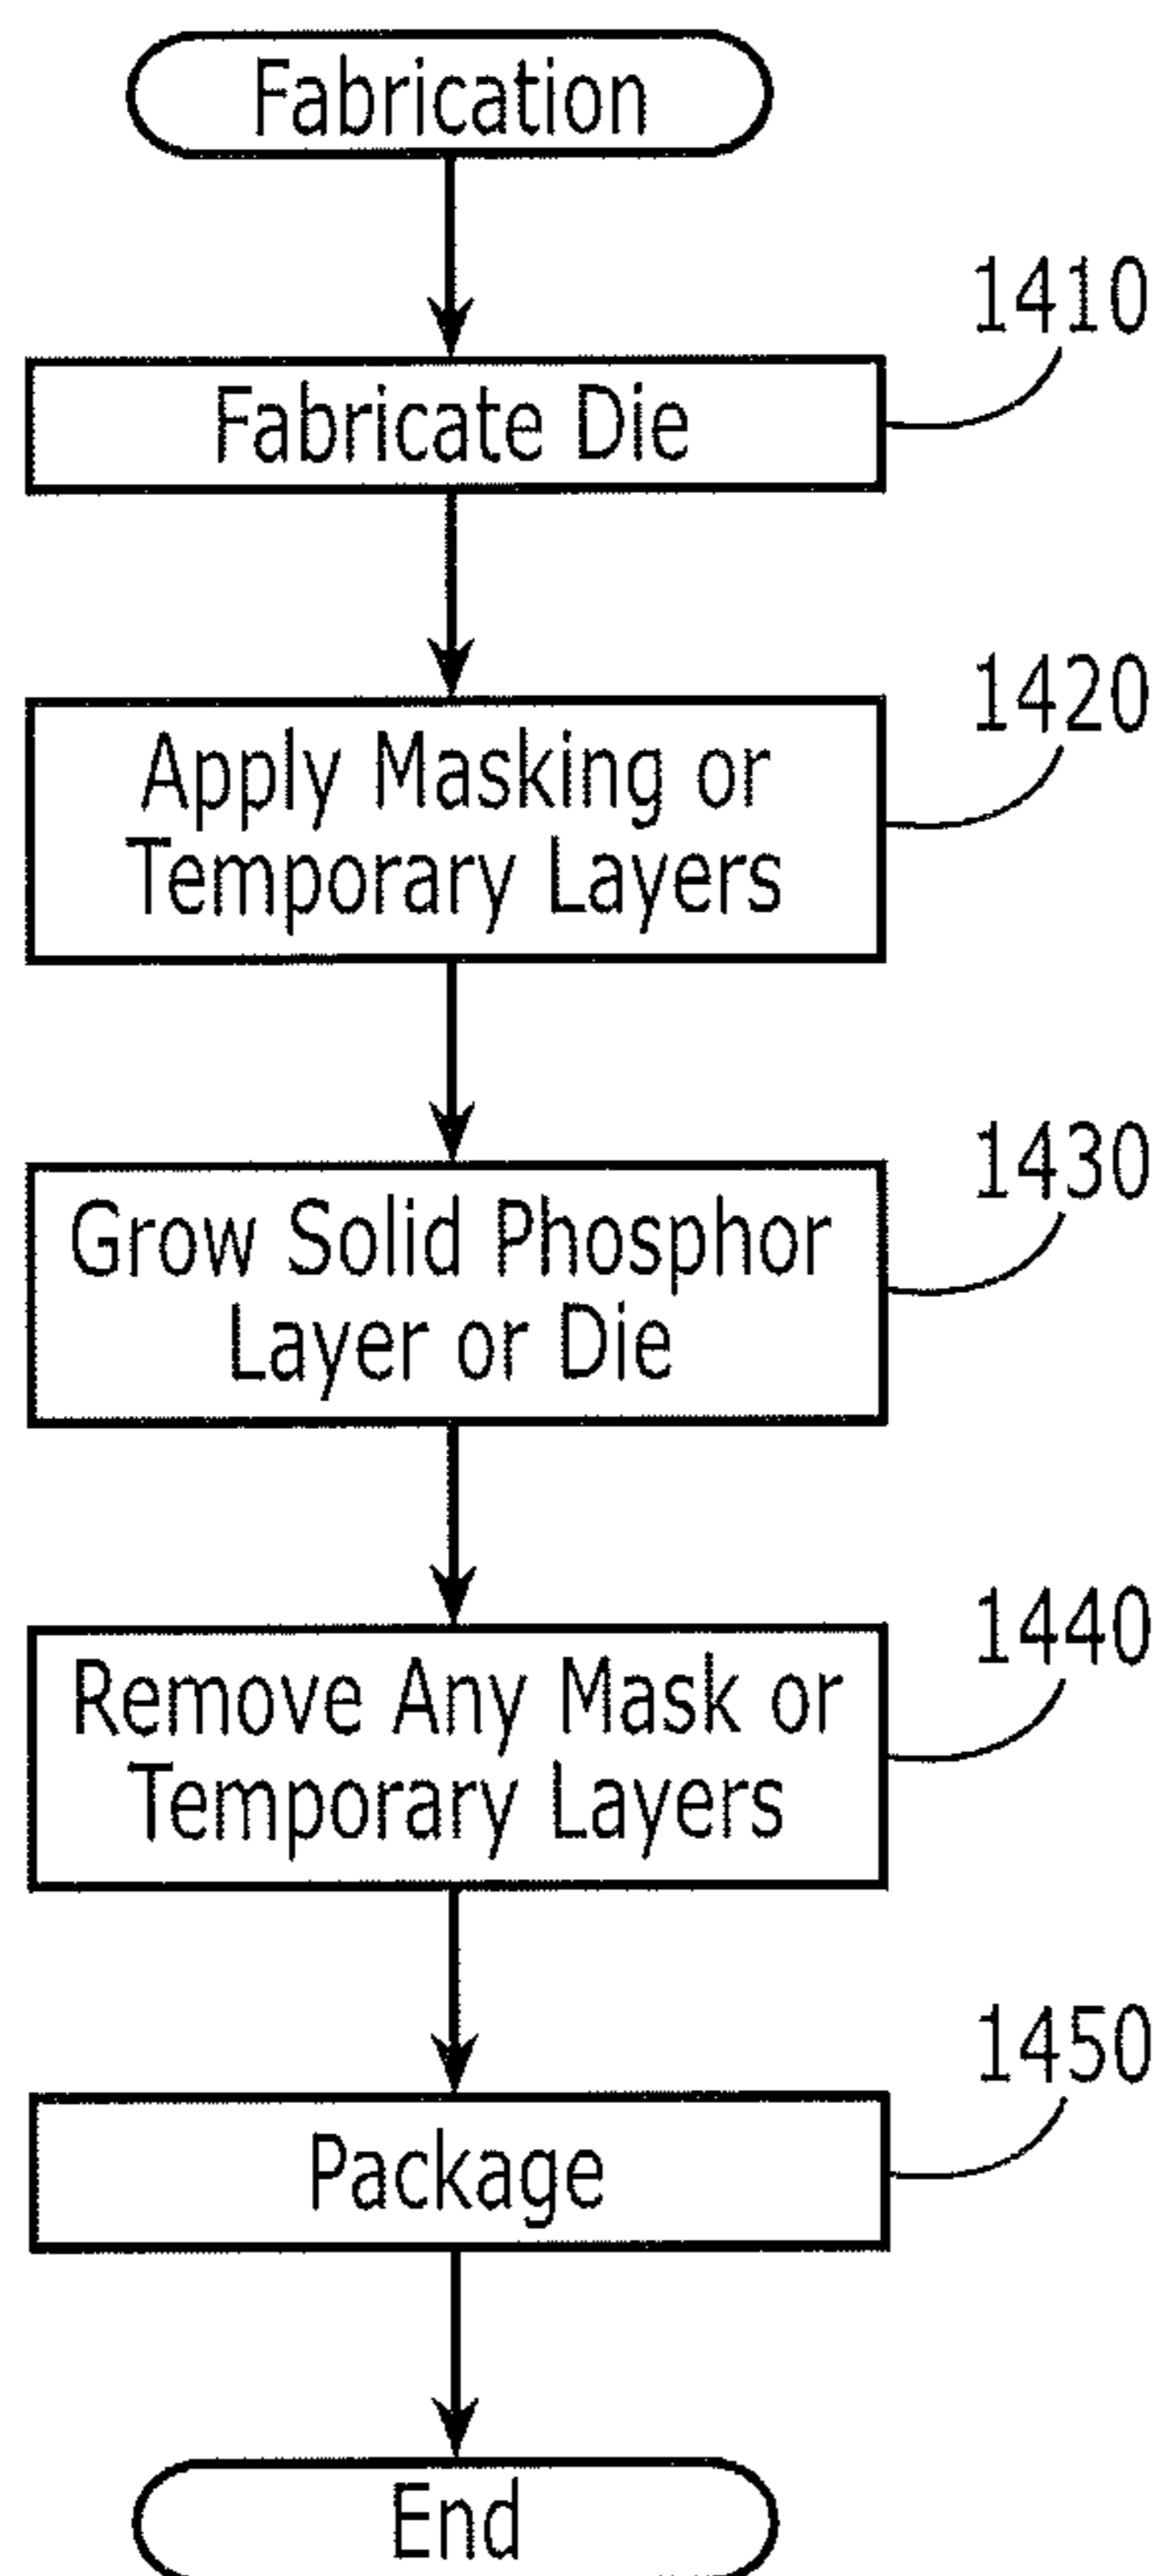 Fabrication
1410
Fabricate Die
1420
Apply Masking or
Temporary Layers
1430
Grow Solid Phosphor
Layer or Die
1440
Remove Any Mask or
Temporary Layers
1450
Package
End